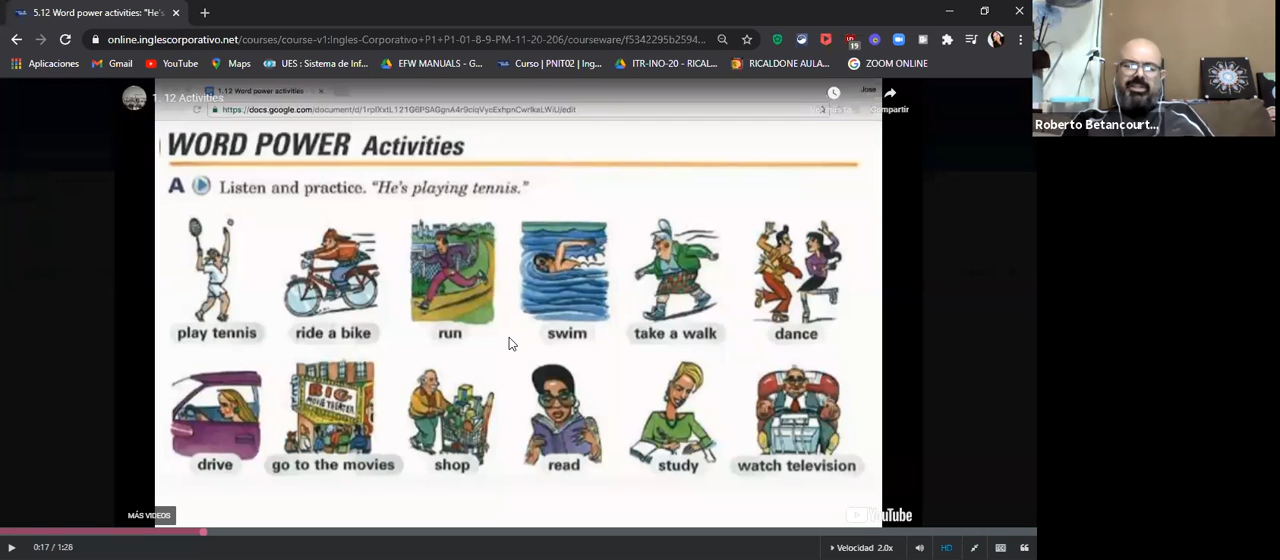 5.12 Word power activities: "He's
online.inglescorporativo.net/courses/course-v1:Ingles-Corporativo+P1+P1-01-8-9-PM-11-20-206/courseware/f5342295b2594...
19
Aplicaciones
Gmail
YouTube
Maps
UES : Sistema de Inf...
EFW MANUALS - G...
Curso | PNIT02 | Ing...
ITR-INO-20 - RICAL...
RICALDONE AULA...
ZOOM ONLINE
1.12 Word power activities
Jose
1. 12 Activities
Compartir
WORD POWER Activities
A Listen and practice. "He's playing tennis."
play tennis
ride a bike
run
swim
take a walk
dance
BIG
MOVIE THEATER
drive
go to the movies
shop
read
study
watch television
MÁS VIDEOS
YouTube
0:17 / 1:26
Velocidad 2.0x
HD
Roberto Betancourt...